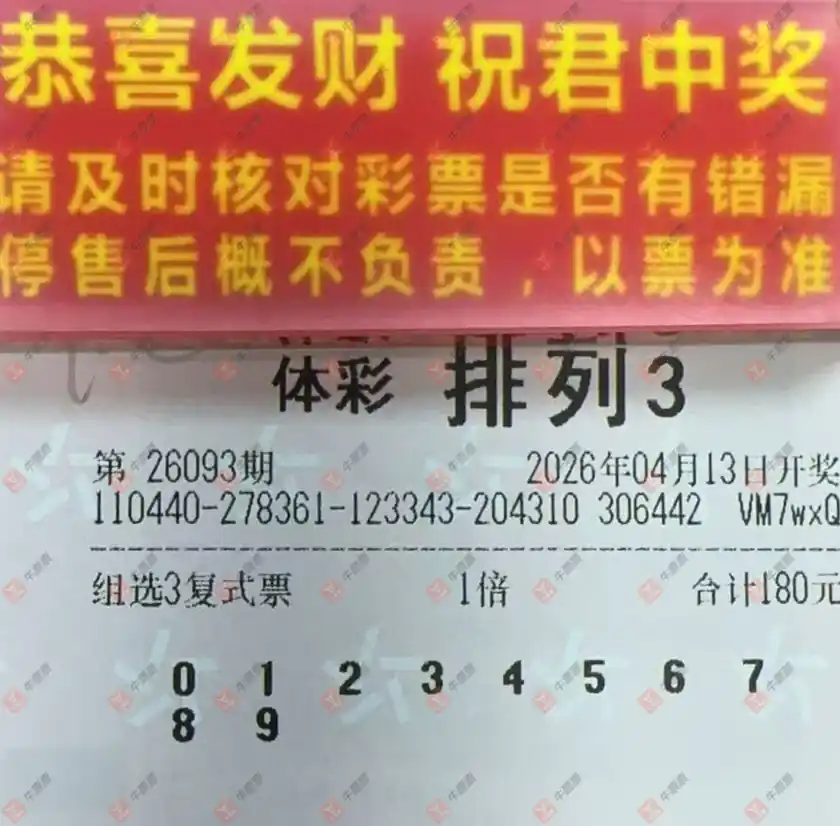 恭喜发财 祝君中奖
请及时核对彩票是否有错漏
停售后概不负责，以票为准
体彩 排列3
第 26093期 2026年04月13日开奖
110440-278361-123343-204310 306442 VM7wxQ
组选3复式票 1倍 合计180元
0 1 2 3 4 5 6 7
8 9